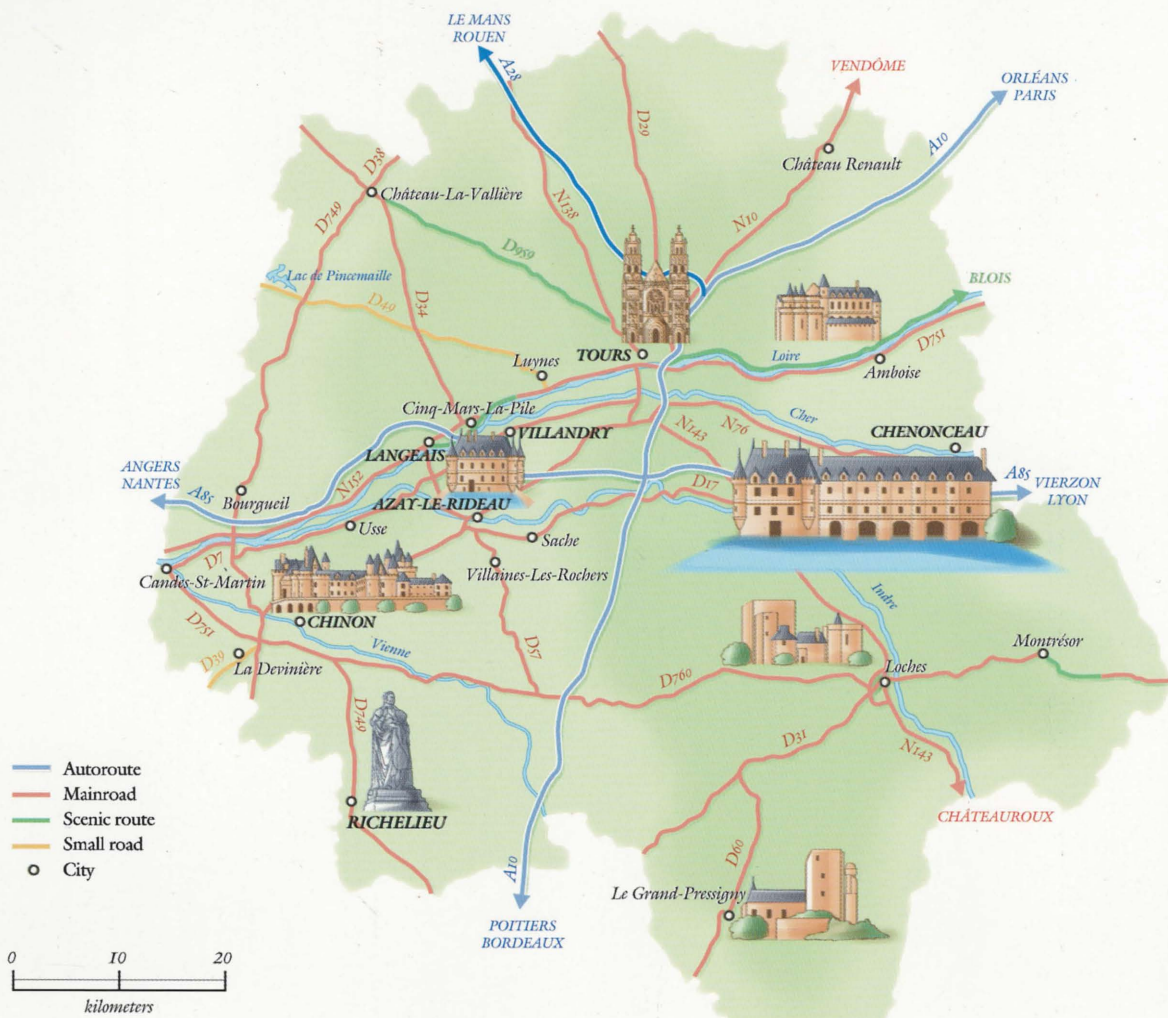 LE MANS
ROUEN
A28
D29
VENDÔME
ORLÉANS
PARIS
A10
Château Renault
D38
Château-La-Vallière
D749
N138
N10
D959
Lac de Pincemaille
D49
D34
BLOIS
D751
Loire
TOURS
Luynes
Amboise
Cinq-Mars-La-Pile
Cher
VILLANDRY
N143
N76
CHENONCEAU
LANGEAIS
ANGERS
NANTES
A85
N152
Bourgueil
D17
A85
VIERZON
LYON
AZAY-LE-RIDEAU
Usse
Sache
D7
Candes-St-Martin
Villaines-Les-Rochers
Indre
CHINON
D751
Vienne
D39
La Devinière
D57
Montrésor
Loches
D760
D749
D31
N143
RICHELIEU
CHÂTEAUROUX
D60
A10
Le Grand-Pressigny
POITIERS
BORDEAUX
Autoroute
Mainroad
Scenic route
Small road
City
0 10 20
kilometers